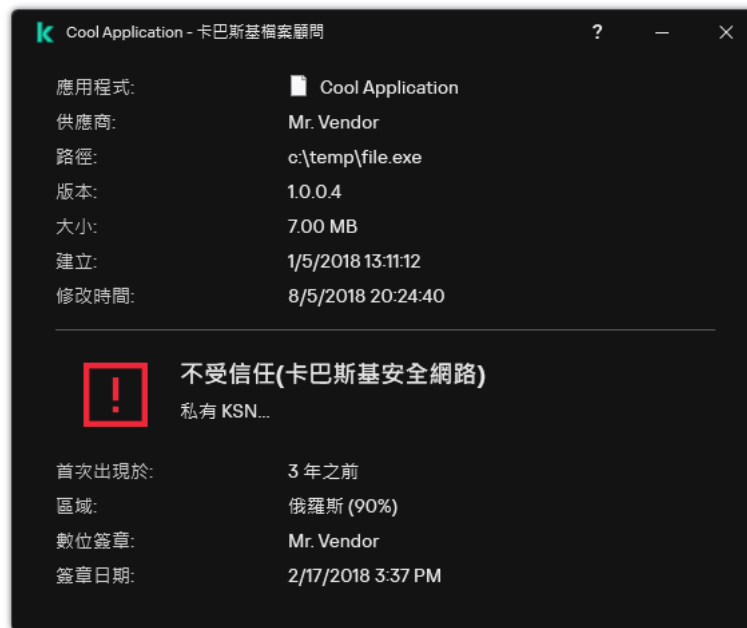 Cool Application - 卡巴斯基檔案顧問 ?
應用程式: Cool Application
供應商: Mr. Vendor
路徑: c:\temp\file.exe
版本: 1.0.0.4
大小: 7.00 MB
建立: 1/5/2018 13:11:12
修改時間: 8/5/2018 20:24:40
不受信任(卡巴斯基安全網路)
私有 KSN...
首次出現於: 3 年之前
區域: 俄羅斯 (90%)
數位簽章: Mr. Vendor
簽章日期: 2/17/2018 3:37 PM